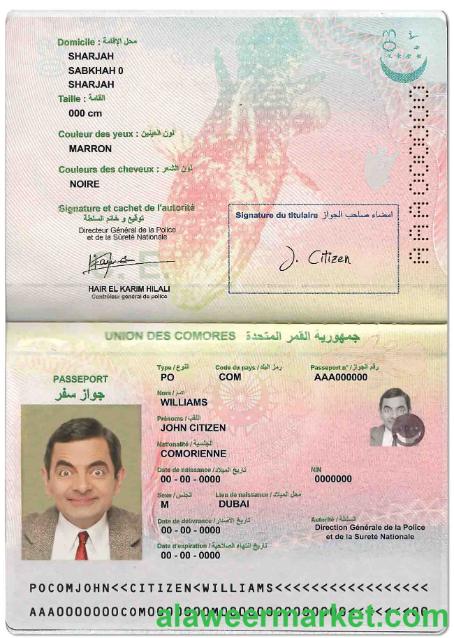 Domicile : محل الإقامة
SHARJAH
SABKHAH 0
SHARJAH
Taille : القامة
000 cm
Couleur des yeux : لون العينين
MARRON
Couleurs des cheveux : لون الشعر
NOIRE
Signature et cachet de l'autorité
توقيع و خاتم السلطة
Directeur Général de la Police
et de la Sûreté Nationale
HAIR EL KARIM HILALI
Contrôleur général de police
Signature du titulaire امضاء صاحب الجواز
J. Citizen
03
AAA000000
UNION DES COMORES جمهورية القمر المتحدة
PASSEPORT
جواز سفر
Type / النوع Code du pays / رمز البلد Passeport n° / رقم الجواز
PO COM AAA000000
Nom / الاسم
WILLIAMS
Prénoms / اللقب
JOHN CITIZEN
Nationalité / الجنسية
COMORIENNE
Date de naissance / تاريخ الميلاد NIN
00 - 00 - 0000 0000000
Sexe / الجنس Lieu de naissance / محل الميلاد
M DUBAI
Date de délivrance / تاريخ الاصدار Autorité / السلطة
00 - 00 - 0000 Direction Générale de la Police
et de la Sureté Nationale
Date d'expiration / تاريخ انتهاء الصلاحية
00 - 00 - 0000
POCOMJOHN<<CITIZEN<WILLIAMS<<<<<<<<<<<<<<<<<
alaweermarket.com